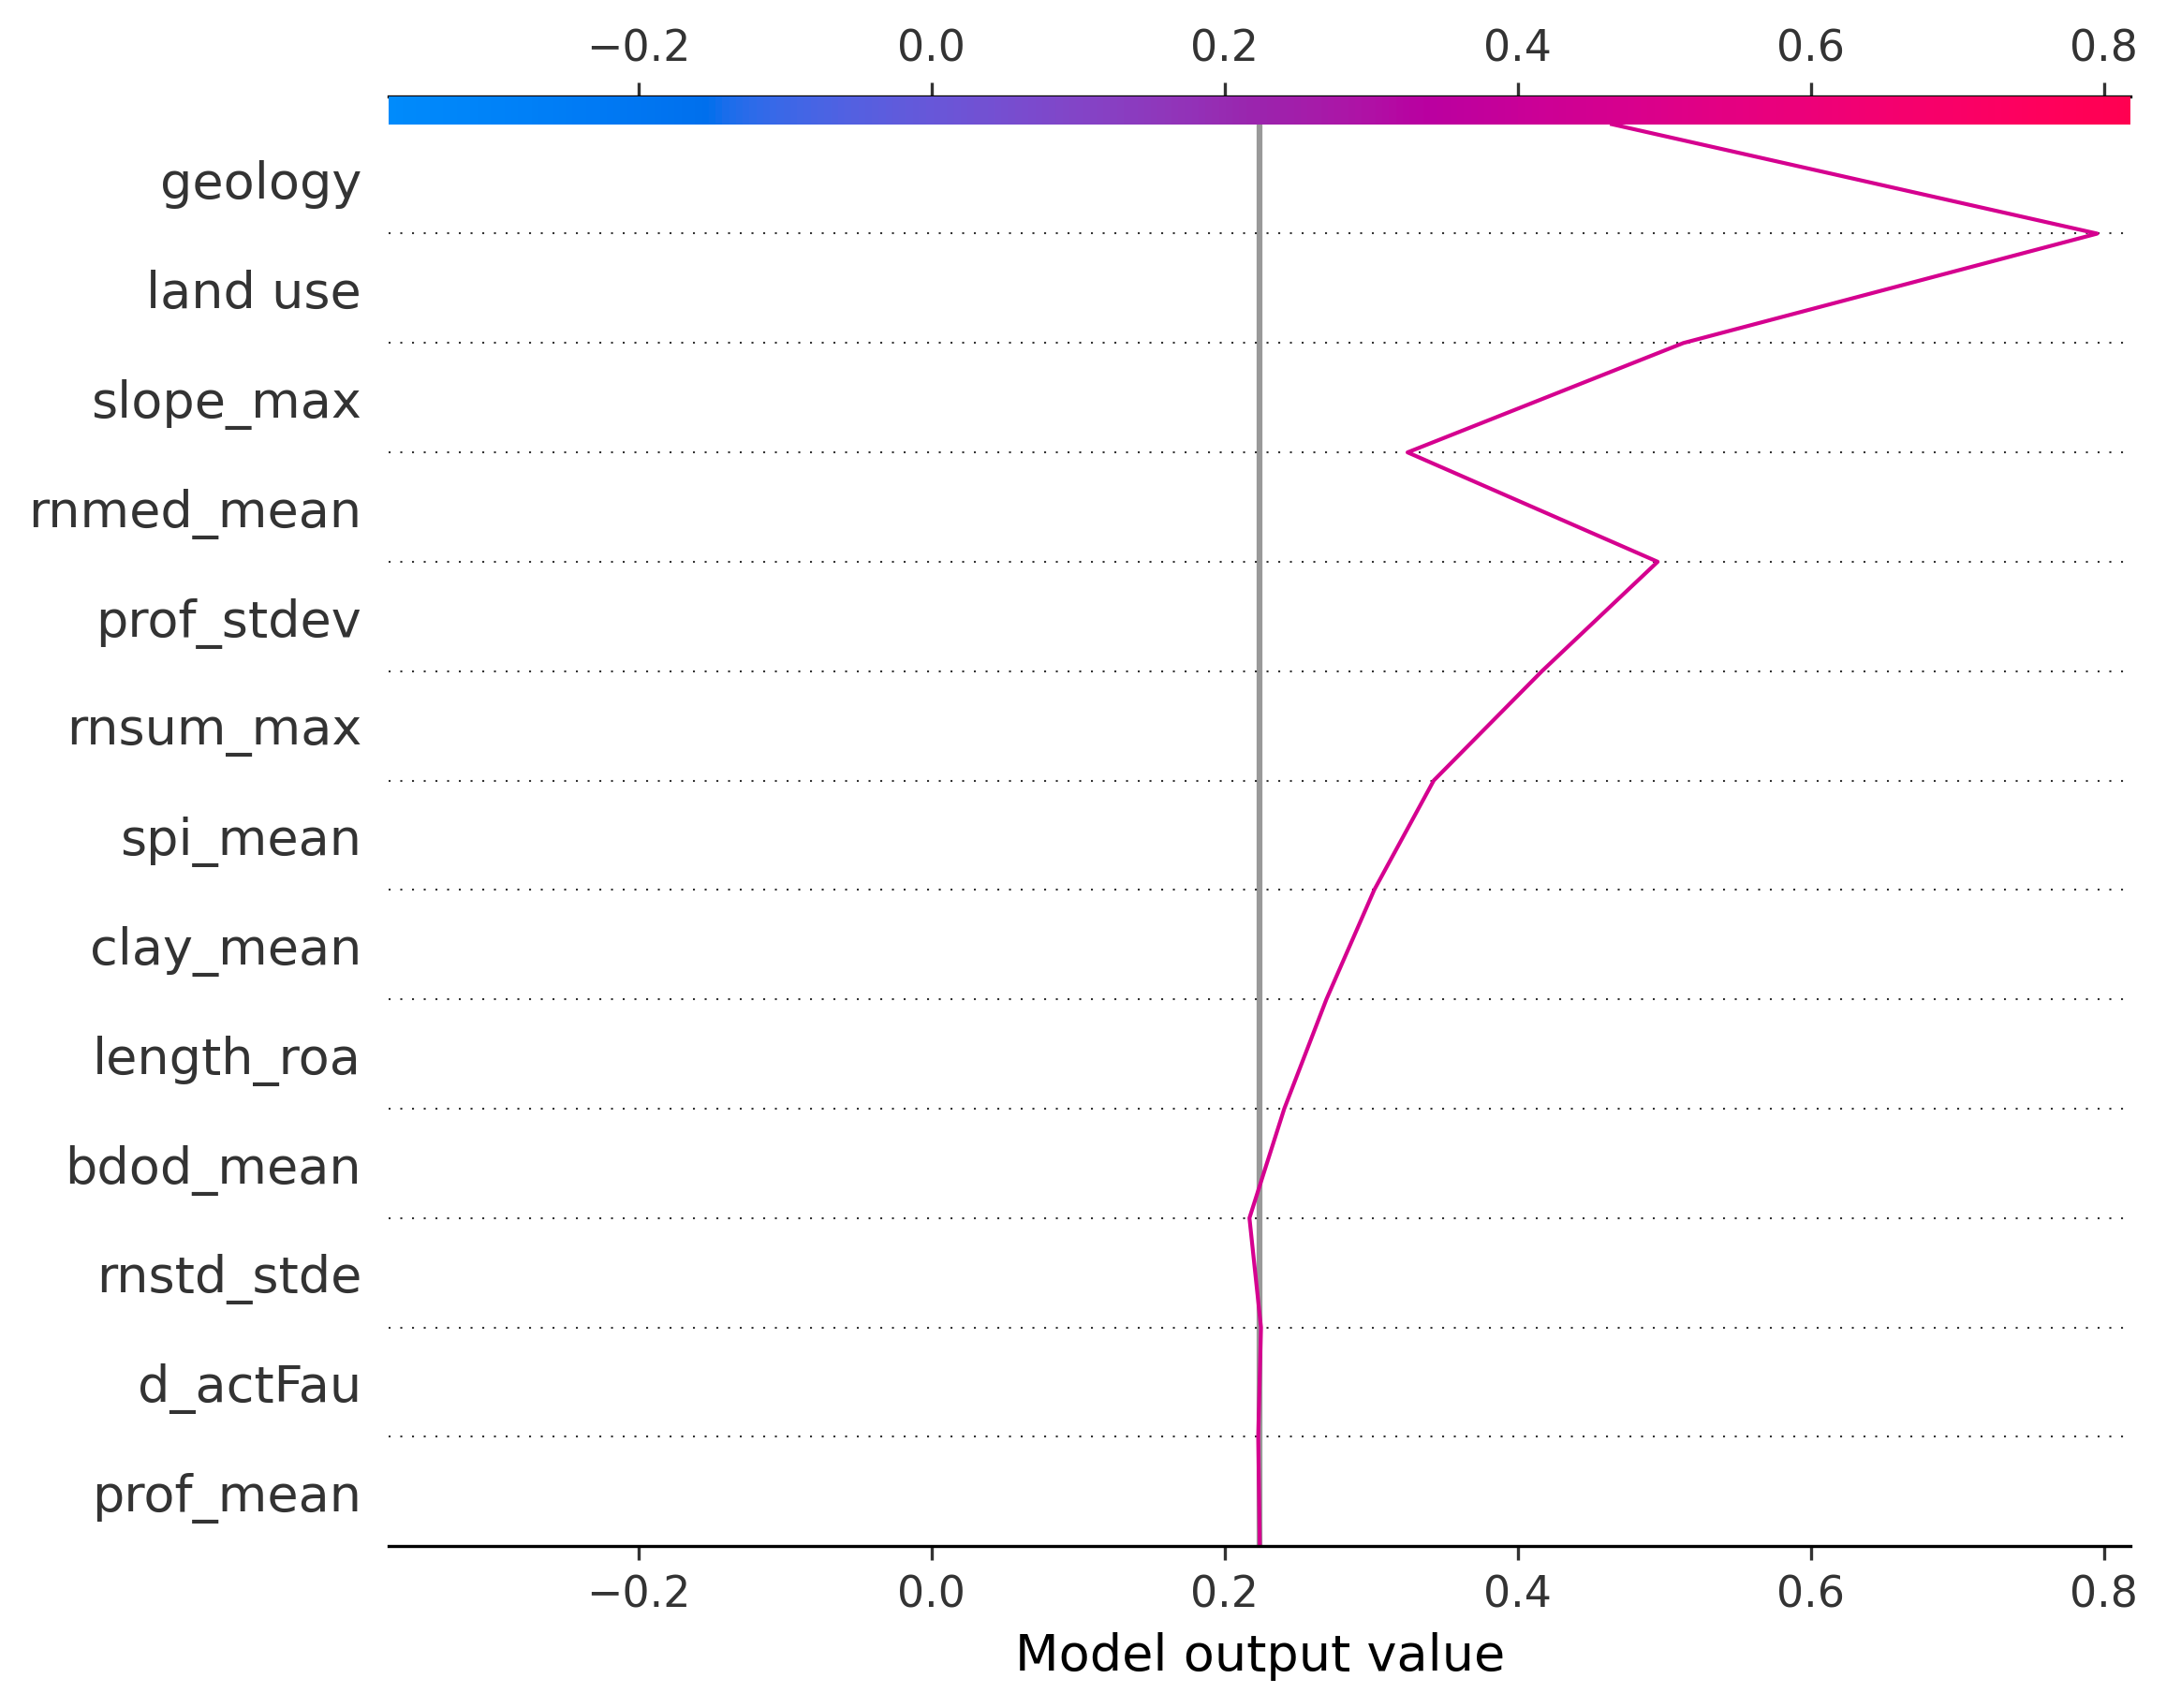 −0.2 0.0 0.2 0.4 0.6 0.8
geology
land use
slope_max
rnmed_mean
prof_stdev
rnsum_max
spi_mean
clay_mean
length_roa
bdod_mean
rnstd_stde
d_actFau
prof_mean
−0.2 0.0 0.2 0.4 0.6 0.8
Model output value